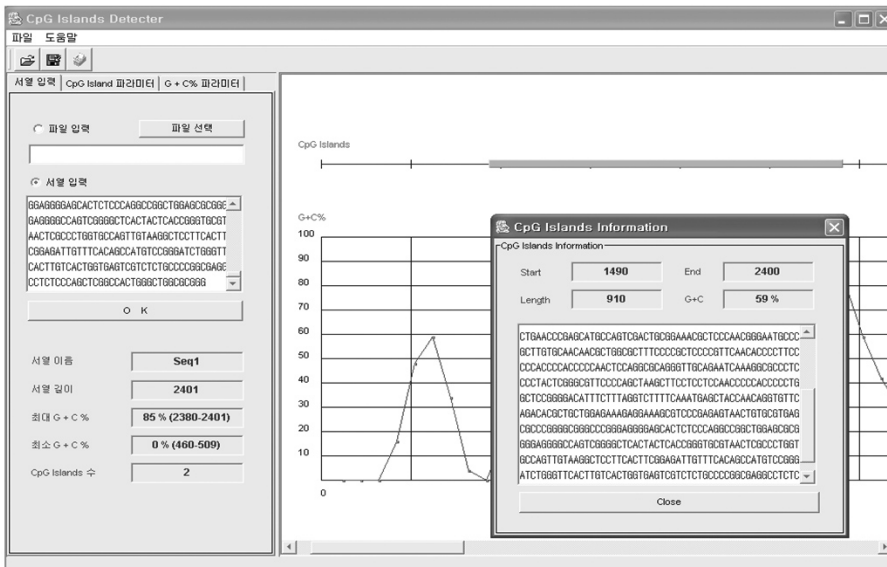 CpG Islands Detecter
파일 도움말
서열 입력 CpG Island 파라미터 G + C% 파라미터
파일 입력 파일 선택
서열 입력
GGAGGGGAGCACTCTCCCAGGCCGGCTGGAGCGCGGG
GAGGGGCCAGTCGGGGCTCACTACTCACCGGGTGCGT
AACTCGCCCTGGTGCCAGTTGTAAGGCTCCTTCACTT
CGGAGATTGTTTCACAGCCATGTCCGGGATCTGGGTT
CACTTGTCACTGGTGAGTCGTCTCTGCCCCGGCGAGG
CCTCTCCCAGCTCGGCCACTGGGCTGGCGCGGG
O K
서열 이름 Seq1
서열 길이 2401
최대 G + C % 85 % (2380-2401)
최소 G + C % 0 % (460-509)
CpG Islands 수 2
CpG Islands
G+C%
100
90
80
70
60
50
40
30
20
10
0
CpG Islands Information
CpG Islands Information
Start 1490 End 2400
Length 910 G+C 59 %
CTGAACCCGAGCATGCCAGTCGACTGCGGAAACGCTCCCAACGGGAATGCCC
GCTTGTGCAACAACGCTGGCGCTTTCCCCGCTCCCCGTTCAACACCCCTTCC
CCCACCCCACCCCCAACTCCAGGCGCAGGGTTGCAGAATCAAAGGCGCCCTC
CCCTACTCGGGCGTTCCCCAGCTAAGCTTCCTCCTCCAACCCCCACCCCCTG
GCTCCGGGGACATTTCTTTAGGTCTTTTCAAATGAGCTACCAACAGGTGTTC
AGACACGCTGCTGGAGAAAGAGGAAAGCGTCCCGAGAGTAACTGTGCGTGAG
CGCCCCGGGGCGGGCCCGGGAGGGGAGCACTCTCCCAGGCCGGCTGGAGCGCG
GGGAGGGGCCAGTCGGGGCTCACTACTCACCGGGTGCGTAACTCGCCCTGGT
GCCAGTTGTAAGGCTCCTTCACTTCGGAGATTGTTTCACAGCCATGTCCGGG
ATCTGGGTTCACTTGTCACTGGTGAGTCGTCTCTGCCCCGGCGAGGCCTCTC
Close